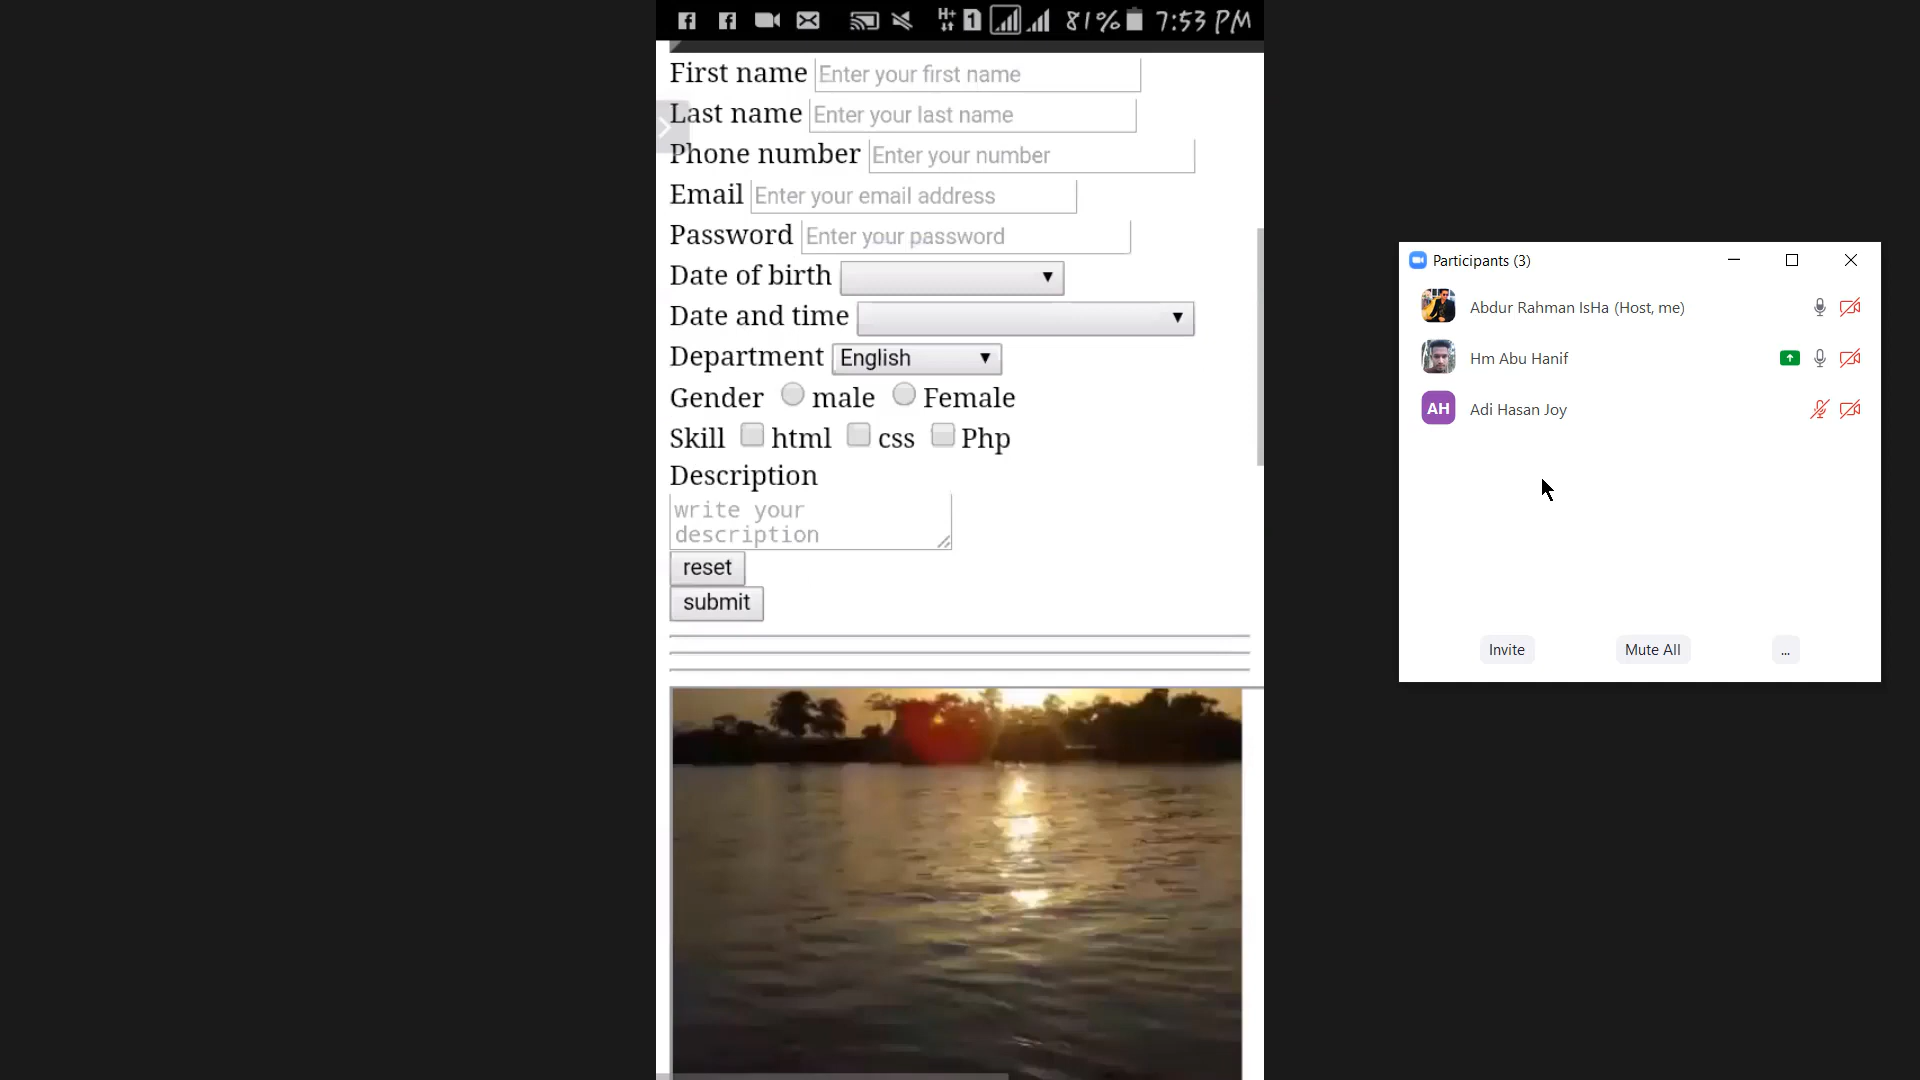 81% 7:53 PM
First name Enter your first name
Last name Enter your last name
Phone number Enter your number
Email Enter your email address
Password Enter your password
Date of birth
Date and time
Department English
Gender male Female
Skill html css Php
Description
write your
description
reset
submit
Participants (3)
Abdur Rahman IsHa (Host, me)
Hm Abu Hanif
AH Adi Hasan Joy
Invite Mute All ...